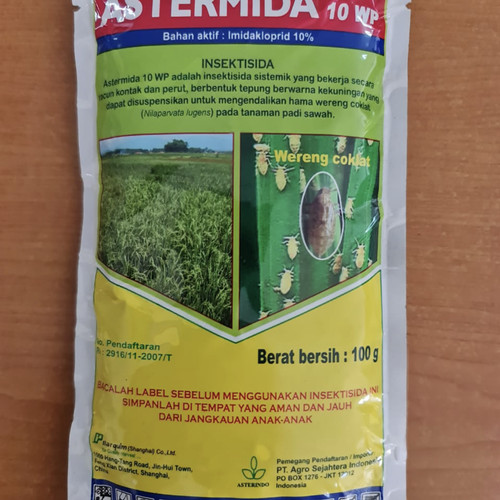 ASTERMIDA 10 WP
Bahan aktif : Imidakloprid 10%
INSEKTISIDA
Astermida 10 WP adalah insektisida sistemik yang bekerja secara
racun kontak dan perut, berbentuk tepung berwarna kekuningan yang
dapat disuspensikan untuk mengendalikan hama wereng coklat
(Nilaparvata lugens) pada tanaman padi sawah.
Wereng coklat
No. Pendaftaran
: 2916/11-2007/T
Berat bersih : 100 g
BACALAH LABEL SEBELUM MENGGUNAKAN INSEKTISIDA INI
SIMPANLAH DI TEMPAT YANG AMAN DAN JAUH
DARI JANGKAUAN ANAK-ANAK
(Shanghai) Co.,Ltd.
Hang-Tang Road, Jin-Hui Town,
Xian District, Shanghai,
China.
ASTERINDO
Pemegang Pendaftaran / Importir
PT. Agro Sejahtera Indonesia
PO BOX 1276 - JKT
Indonesia